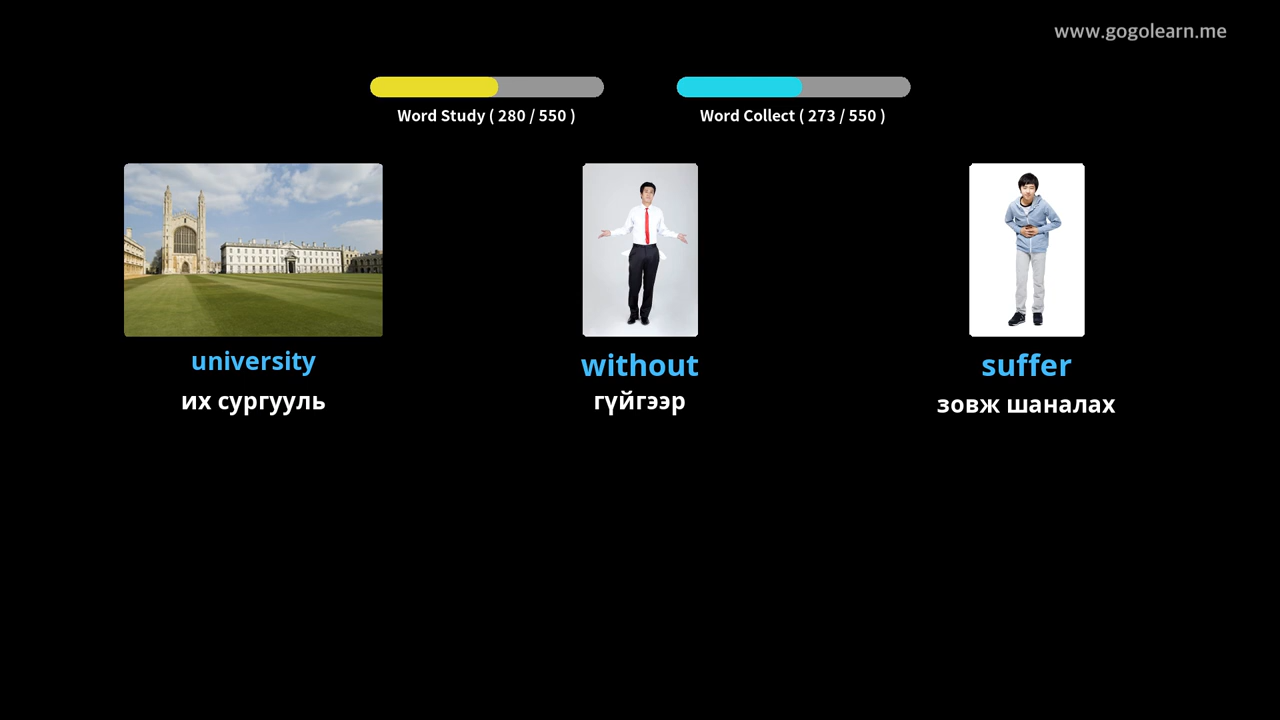 www.gogolearn.me
Word Study ( 280 / 550 )
Word Collect ( 273 / 550 )
university
without
suffer
их сургууль
гүйгээр
зовж шаналах